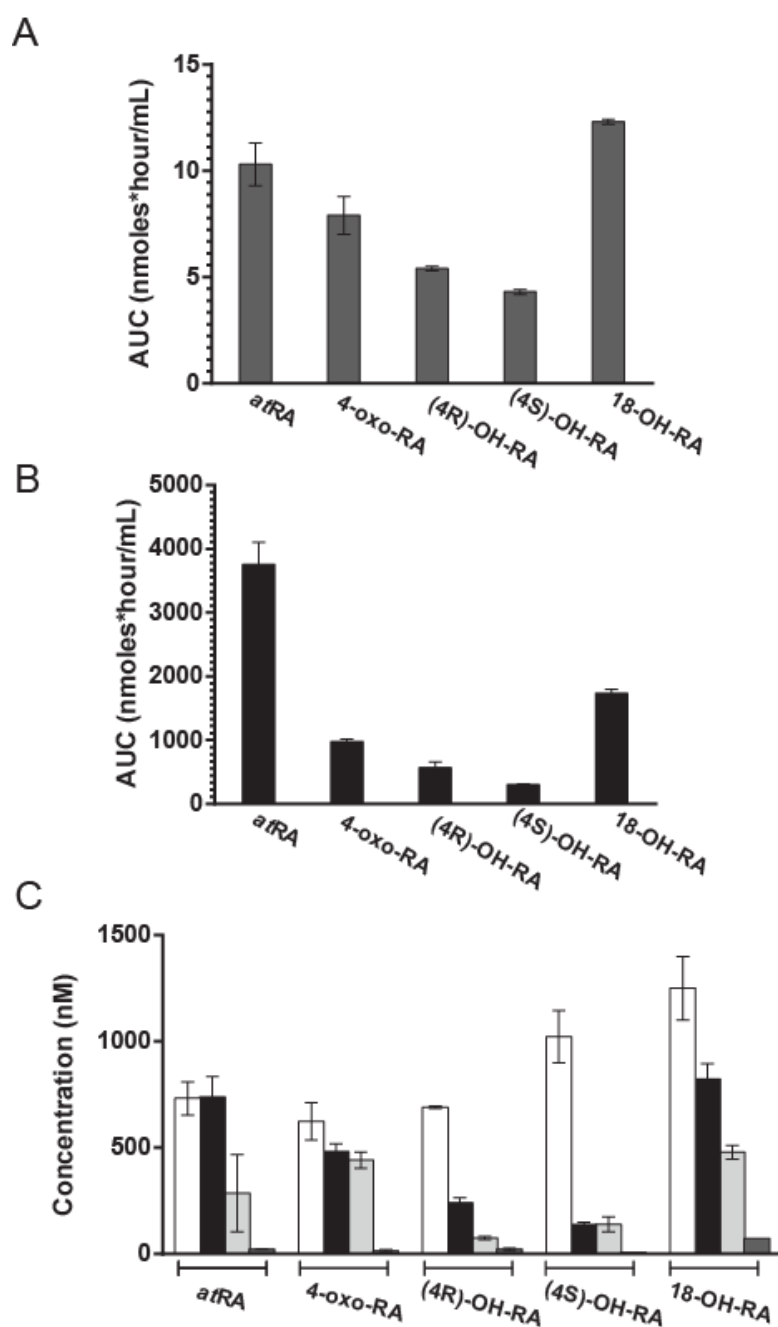 A
AUC (nmoles*hour/mL)
15
10
5
0
atRA
4-oxo-RA
(4R)-OH-RA
(4S)-OH-RA
18-OH-RA
B
AUC (nmoles*hour/mL)
5000
4000
3000
2000
1000
0
atRA
4-oxo-RA
(4R)-OH-RA
(4S)-OH-RA
18-OH-RA
C
Concentration (nM)
1500
1000
500
0
atRA
4-oxo-RA
(4R)-OH-RA
(4S)-OH-RA
18-OH-RA